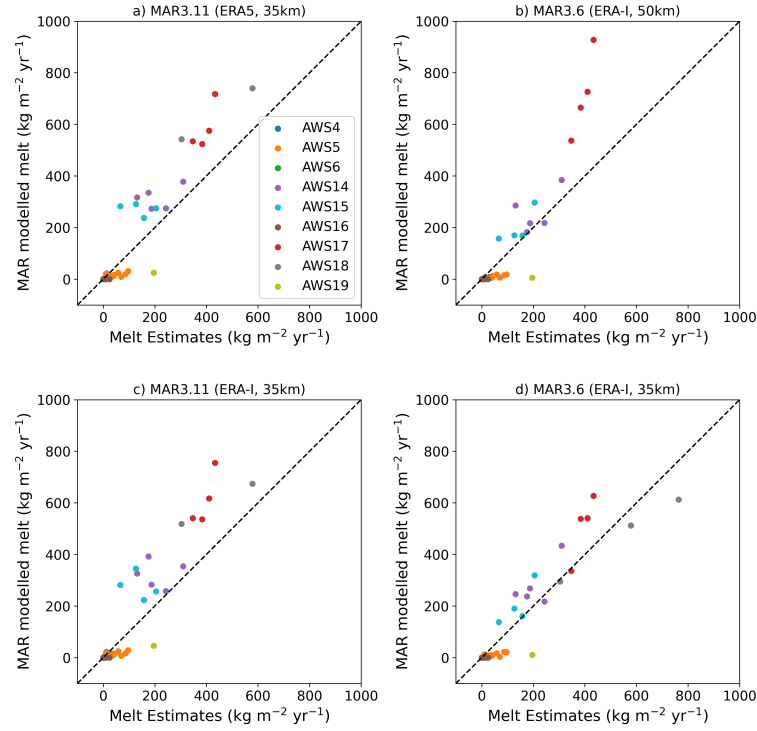 a) MAR3.11 (ERA5, 35km)
1000
800
600
400
200
0
MAR modelled melt (kg m⁻² yr⁻¹)
AWS4
AWS5
AWS6
AWS14
AWS15
AWS16
AWS17
AWS18
AWS19
0 200 400 600 800 1000
Melt Estimates (kg m⁻² yr⁻¹)
b) MAR3.6 (ERA-I, 50km)
1000
800
600
400
200
0
MAR modelled melt (kg m⁻² yr⁻¹)
0 200 400 600 800 1000
Melt Estimates (kg m⁻² yr⁻¹)
c) MAR3.11 (ERA-I, 35km)
1000
800
600
400
200
0
MAR modelled melt (kg m⁻² yr⁻¹)
0 200 400 600 800 1000
Melt Estimates (kg m⁻² yr⁻¹)
d) MAR3.6 (ERA-I, 35km)
1000
800
600
400
200
0
MAR modelled melt (kg m⁻² yr⁻¹)
0 200 400 600 800 1000
Melt Estimates (kg m⁻² yr⁻¹)